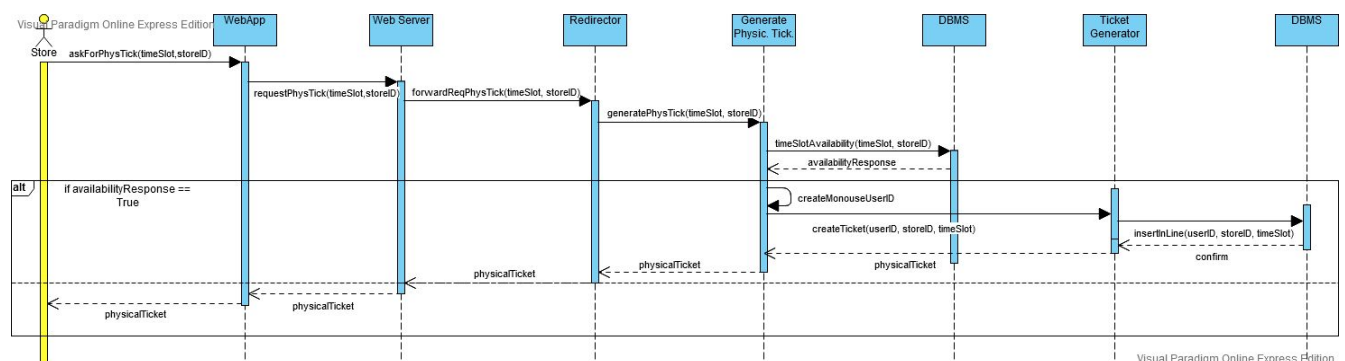 Visual Paradigm Online Express Edition
WebApp
Web Server
Redirector
Generate
Physic. Tick.
DBMS
Ticket
Generator
DBMS
Store
askForPhysTick(timeSlot,storeID)
requestPhysTick(timeSlot,storeID)
forwardReqPhysTick(timeSlot, storeID)
generatePhysTick(timeSlot, storeID)
timeSlotAvailability(timeSlot, storeID)
availabilityResponse
alt
if availabilityResponse ==
True
createMonouseUserID
createTicket(userID, storeID, timeSlot)
insertInLine(userID, storeID, timeSlot)
confirm
physicalTicket
physicalTicket
physicalTicket
physicalTicket
physicalTicket
Visual Paradigm Online Express Edition